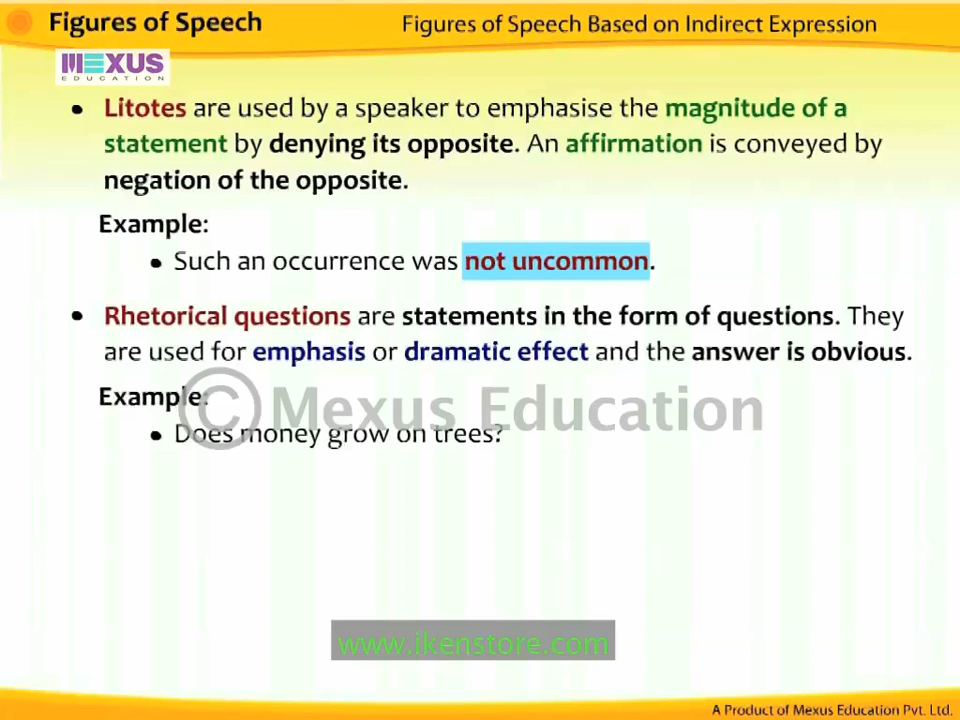 Figures of Speech
Figures of Speech Based on Indirect Expression
MEXUS
EDUCATION
• Litotes are used by a speaker to emphasise the magnitude of a
statement by denying its opposite. An affirmation is conveyed by
negation of the opposite.
Example:
• Such an occurrence was not uncommon.
• Rhetorical questions are statements in the form of questions. They
are used for emphasis or dramatic effect and the answer is obvious.
Example:
© Mexus Education
• Does money grow on trees?
www.ikenstore.com
A Product of Mexus Education Pvt. Ltd.